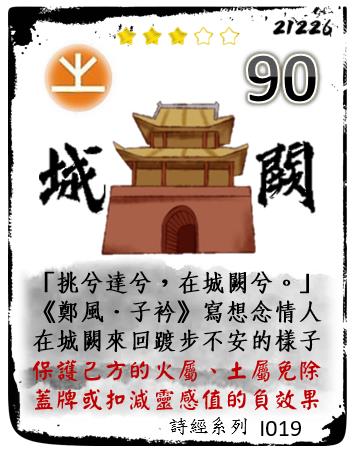 21226
90
城闕
「挑兮達兮，在城闕兮。」
《鄭風．子衿》寫想念情人
在城闕來回踱步不安的樣子
保護己方的火屬、土屬免除
蓋牌或扣減靈感值的負效果
詩經系列 I019